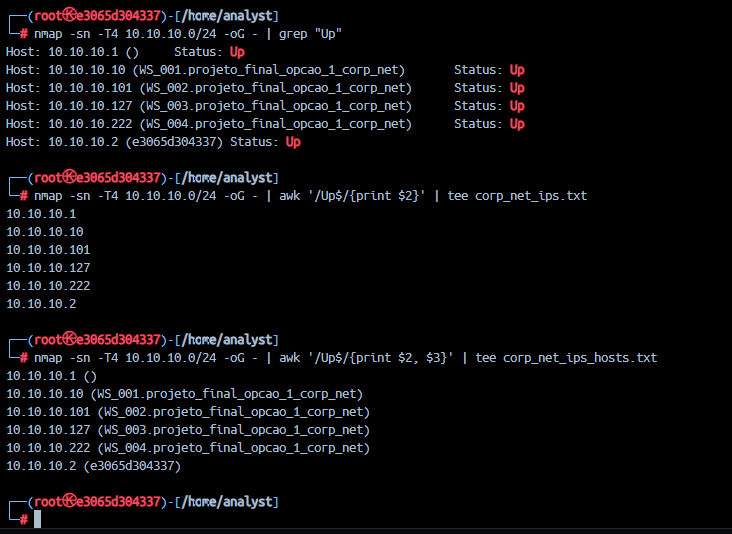 ┌──(root㉿e3065d304337)-[/home/analyst]
└─# nmap -sn -T4 10.10.10.0/24 -oG - | grep "Up"
Host: 10.10.10.1 ()     Status: Up
Host: 10.10.10.10 (WS_001.projeto_final_opcao_1_corp_net)       Status: Up
Host: 10.10.10.101 (WS_002.projeto_final_opcao_1_corp_net)      Status: Up
Host: 10.10.10.127 (WS_003.projeto_final_opcao_1_corp_net)      Status: Up
Host: 10.10.10.222 (WS_004.projeto_final_opcao_1_corp_net)      Status: Up
Host: 10.10.10.2 (e3065d304337) Status: Up
┌──(root㉿e3065d304337)-[/home/analyst]
└─# nmap -sn -T4 10.10.10.0/24 -oG - | awk '/Up$/{print $2}' | tee corp_net_ips.txt
10.10.10.1
10.10.10.10
10.10.10.101
10.10.10.127
10.10.10.222
10.10.10.2
┌──(root㉿e3065d304337)-[/home/analyst]
└─# nmap -sn -T4 10.10.10.0/24 -oG - | awk '/Up$/{print $2, $3}' | tee corp_net_ips_hosts.txt
10.10.10.1 ()
10.10.10.10 (WS_001.projeto_final_opcao_1_corp_net)
10.10.10.101 (WS_002.projeto_final_opcao_1_corp_net)
10.10.10.127 (WS_003.projeto_final_opcao_1_corp_net)
10.10.10.222 (WS_004.projeto_final_opcao_1_corp_net)
10.10.10.2 (e3065d304337)
┌──(root㉿e3065d304337)-[/home/analyst]
└─#